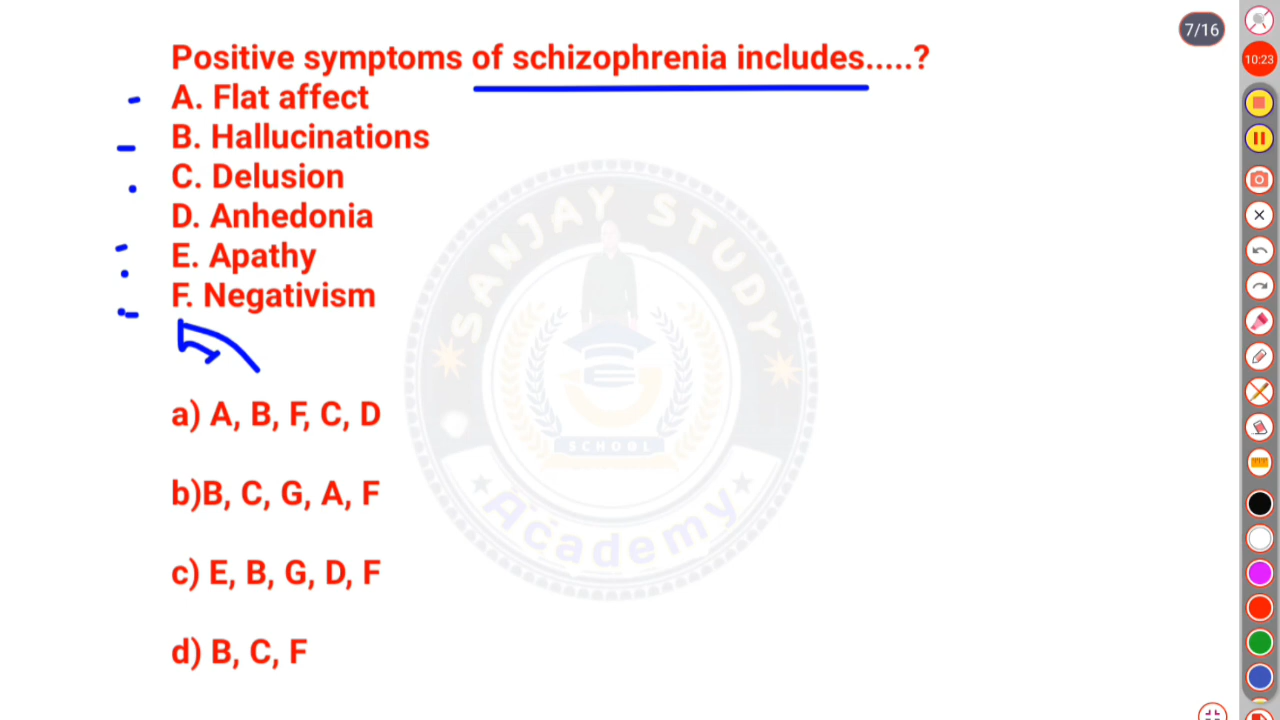 7/16
Positive symptoms of schizophrenia includes.....?
10:23
A. Flat affect
B. Hallucinations
C. Delusion
D. Anhedonia
E. Apathy
F. Negativism
a) A, B, F, C, D
b)B, C, G, A, F
c) E, B, G, D, F
d) B, C, F
SANJAY STUDY
SCHOOL
Academy